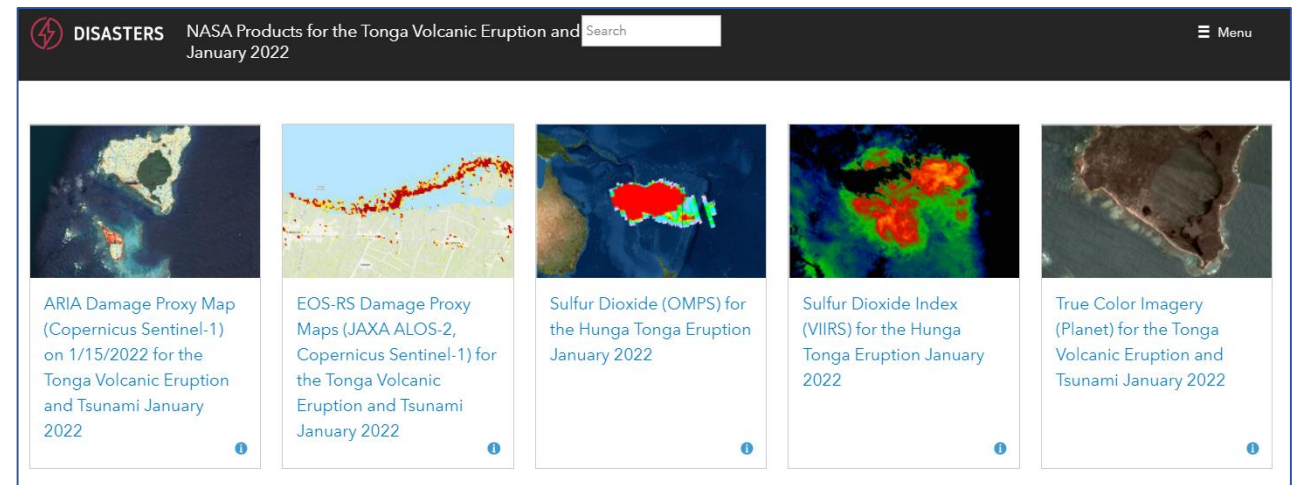 DISASTERS
NASA Products for the Tonga Volcanic Eruption and
January 2022
Search
Menu
ARIA Damage Proxy Map
(Copernicus Sentinel-1)
on 1/15/2022 for the
Tonga Volcanic Eruption
and Tsunami January
2022
EOS-RS Damage Proxy
Maps (JAXA ALOS-2,
Copernicus Sentinel-1) for
the Tonga Volcanic
Eruption and Tsunami
January 2022
Sulfur Dioxide (OMPS) for
the Hunga Tonga Eruption
January 2022
Sulfur Dioxide Index
(VIIRS) for the Hunga
Tonga Eruption January
2022
True Color Imagery
(Planet) for the Tonga
Volcanic Eruption and
Tsunami January 2022